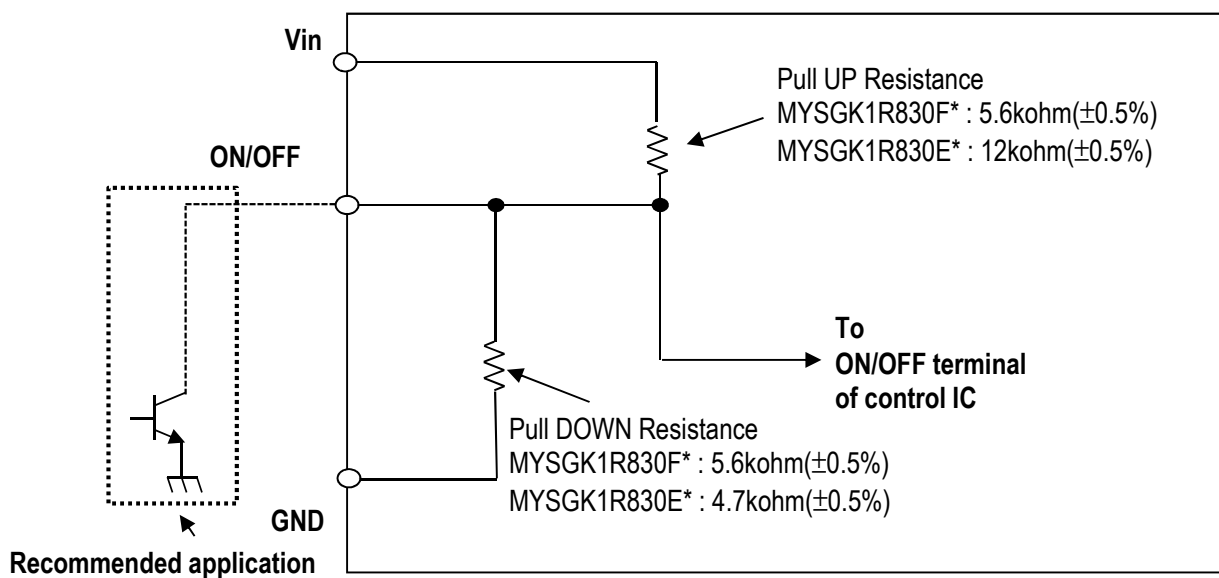 Vin
Pull UP Resistance
MYSGK1R830F* : 5.6kohm(±0.5%)
MYSGK1R830E* : 12kohm(±0.5%)
ON/OFF
To
ON/OFF terminal
of control IC
Pull DOWN Resistance
MYSGK1R830F* : 5.6kohm(±0.5%)
MYSGK1R830E* : 4.7kohm(±0.5%)
GND
Recommended application